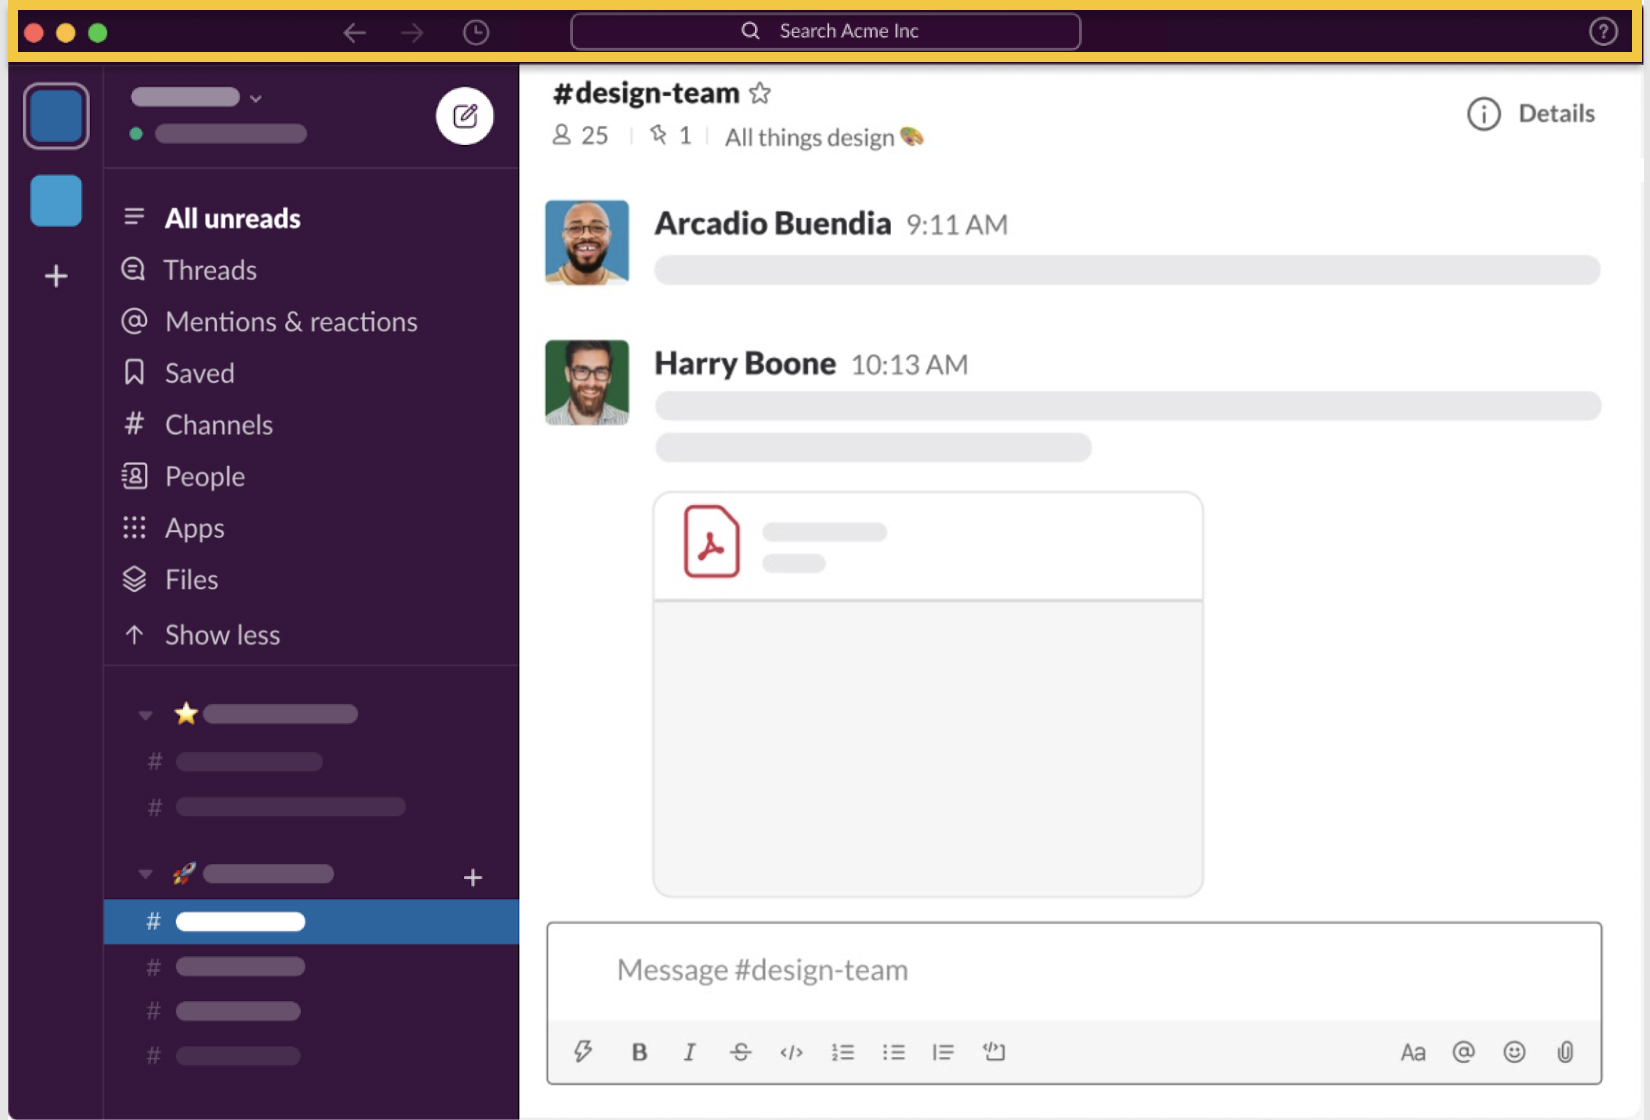 Search Acme Inc
#design-team
25
1
All things design
Details
All unreads
Threads
Mentions & reactions
Saved
# Channels
People
Apps
Files
Show less
#
#
#
#
#
#
Arcadio Buendia 9:11 AM
Harry Boone 10:13 AM
Message #design-team
B I S </> Aa @